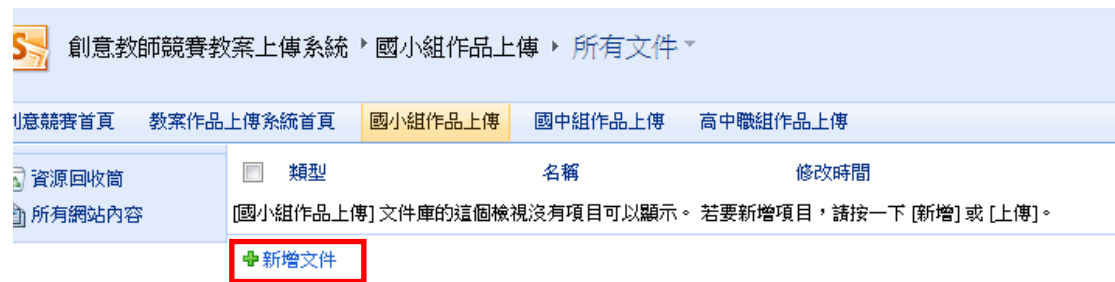 創意教師競賽教案上傳系統 ▸ 國小組作品上傳 ▸ 所有文件
意競賽首頁 教案作品上傳系統首頁 國小組作品上傳 國中組作品上傳 高中職組作品上傳
資源回收筒
所有網站內容
類型 名稱 修改時間
[國小組作品上傳] 文件庫的這個檢視沒有項目可以顯示。 若要新增項目，請按一下 [新增] 或 [上傳]。
新增文件